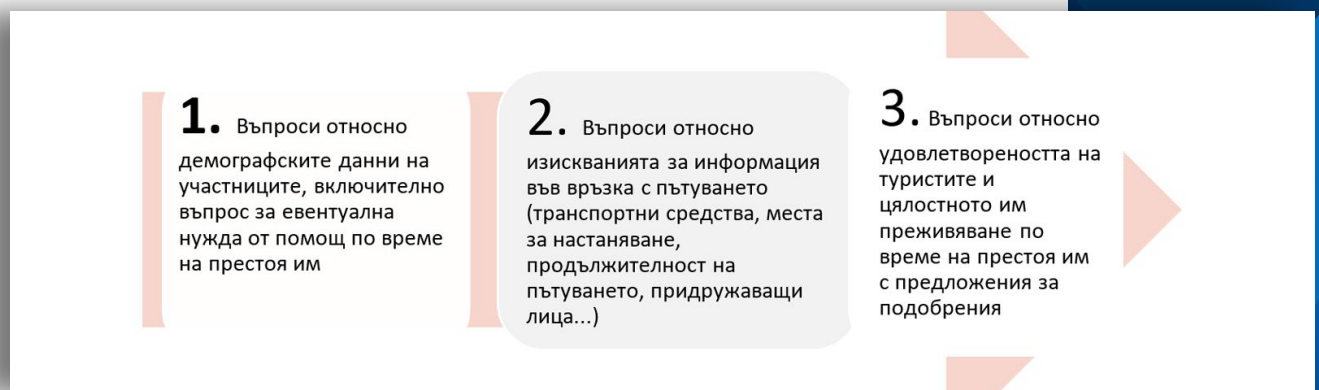 1. Въпроси относно
демографските данни на
участниците, включително
въпрос за евентуална
нужда от помощ по време
на престоя им
2. Въпроси относно
изискванията за информация
във връзка с пътуването
(транспортни средства, места
за настаняване,
продължителност на
пътуването, придружаващи
лица...)
3. Въпроси относно
удовлетвореността на
туристите и
цялостното им
преживяване по
време на престоя им
с предложения за
подобрения